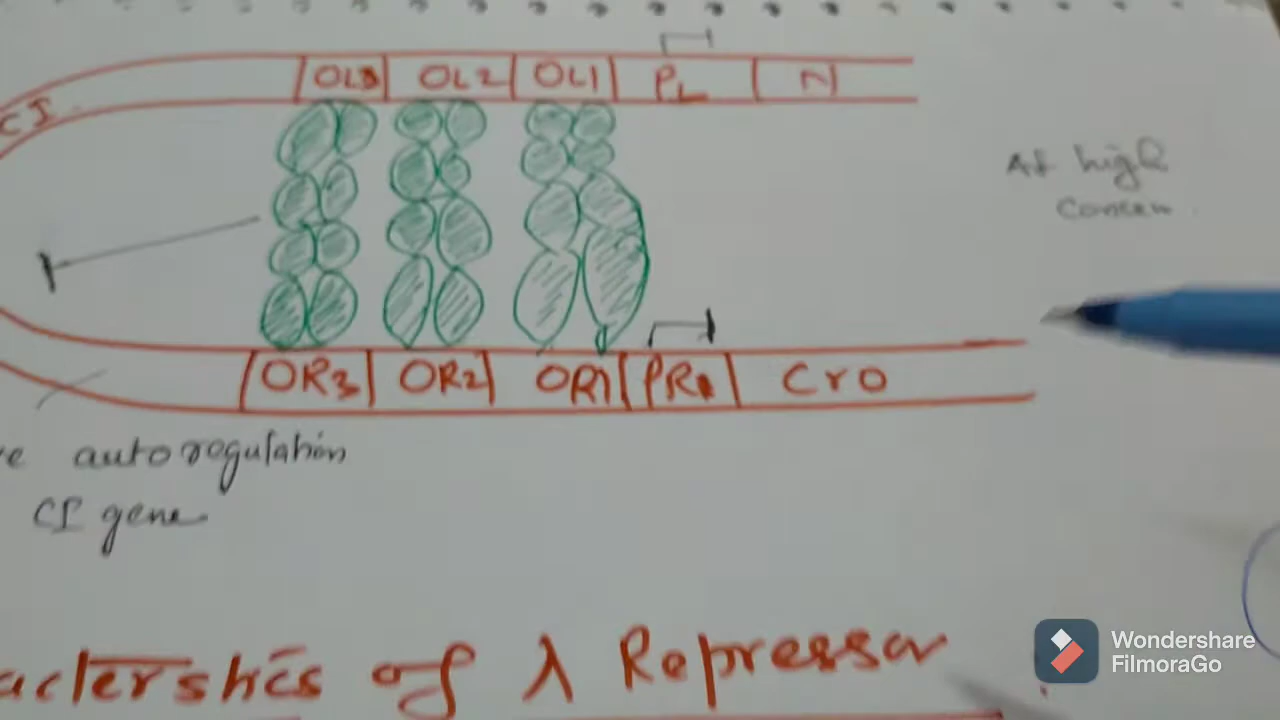 OL3 OL2 OL1 PL N
CI
At high
Concen.
OR3 OR2 OR1 PR Cro
e autoregulation
CI gene
acterstics of λ Repressor
Wondershare
FilmoraGo